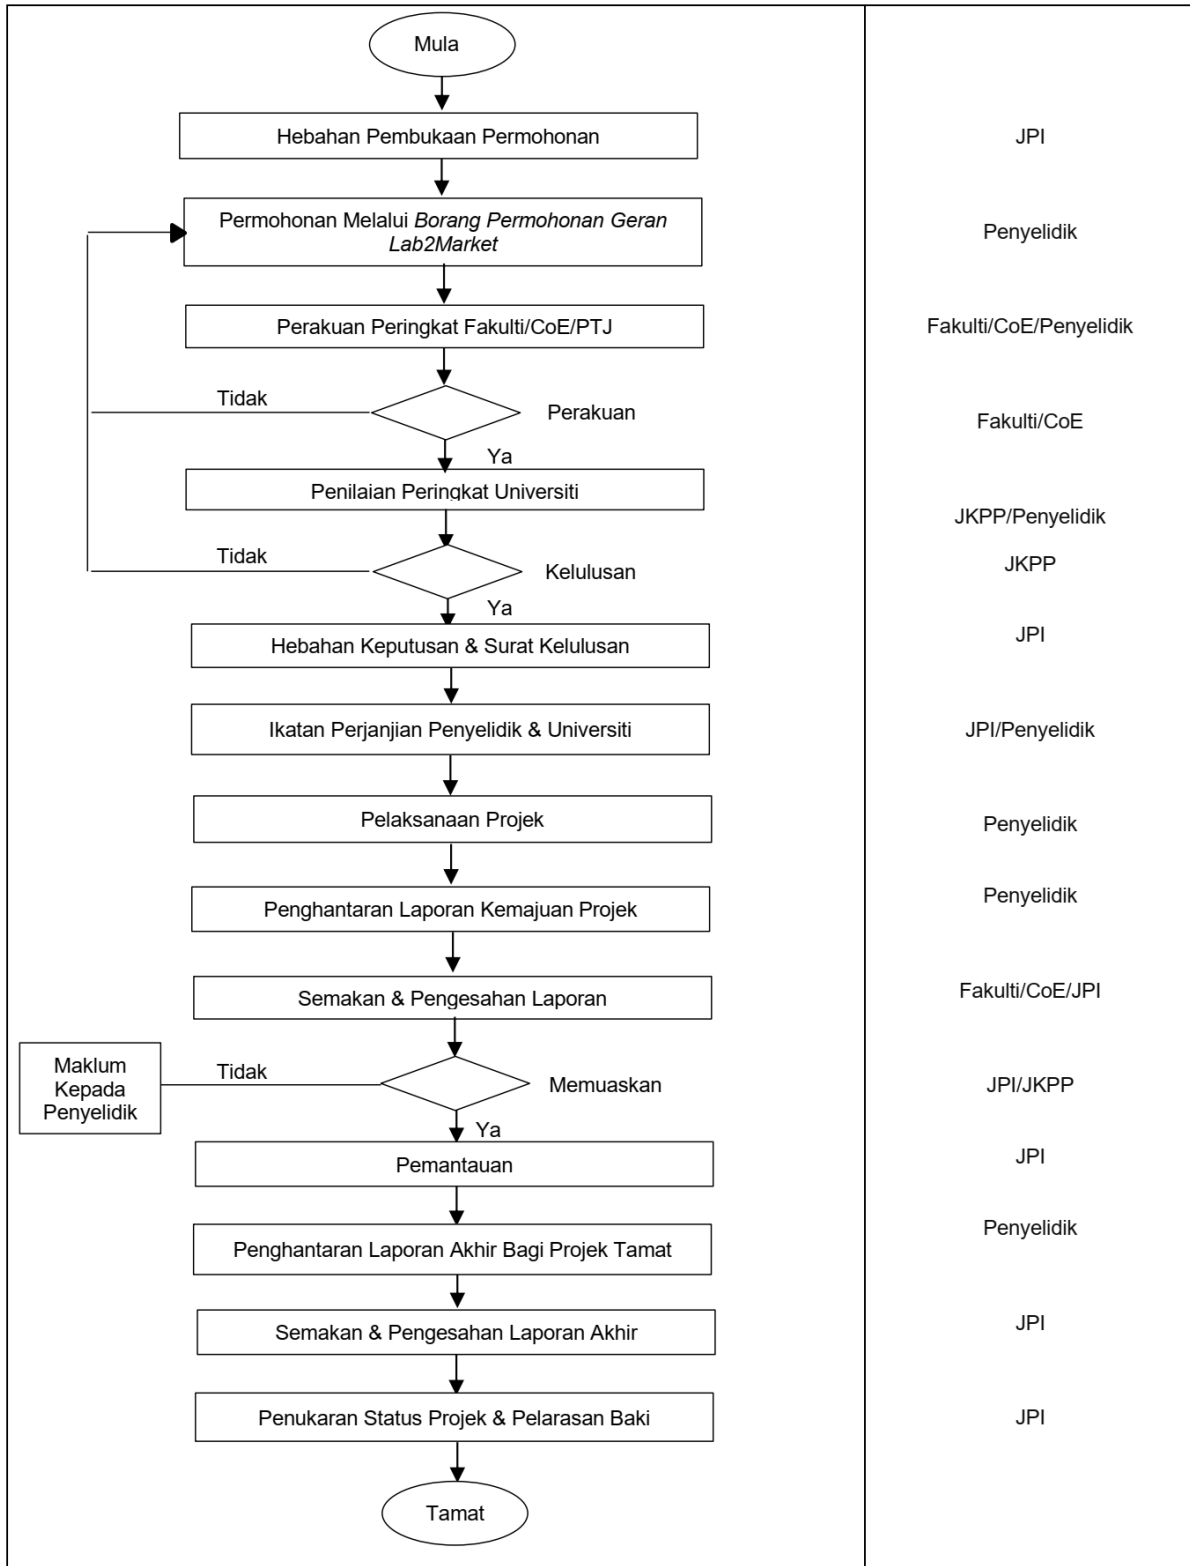 Mula
Hebahan Pembukaan Permohonan
JPI
Permohonan Melalui Borang Permohonan Geran
Lab2Market
Penyelidik
Perakuan Peringkat Fakulti/CoE/PTJ
Fakulti/CoE/Penyelidik
Tidak
Perakuan
Fakulti/CoE
Ya
Penilaian Peringkat Universiti
JKPP/Penyelidik
Tidak
Kelulusan
JKPP
Ya
Hebahan Keputusan & Surat Kelulusan
JPI
Ikatan Perjanjian Penyelidik & Universiti
JPI/Penyelidik
Pelaksanaan Projek
Penyelidik
Penghantaran Laporan Kemajuan Projek
Penyelidik
Semakan & Pengesahan Laporan
Fakulti/CoE/JPI
Maklum
Kepada
Penyelidik
Tidak
Memuaskan
JPI/JKPP
Ya
Pemantauan
JPI
Penghantaran Laporan Akhir Bagi Projek Tamat
Penyelidik
Semakan & Pengesahan Laporan Akhir
JPI
Penukaran Status Projek & Pelarasan Baki
JPI
Tamat